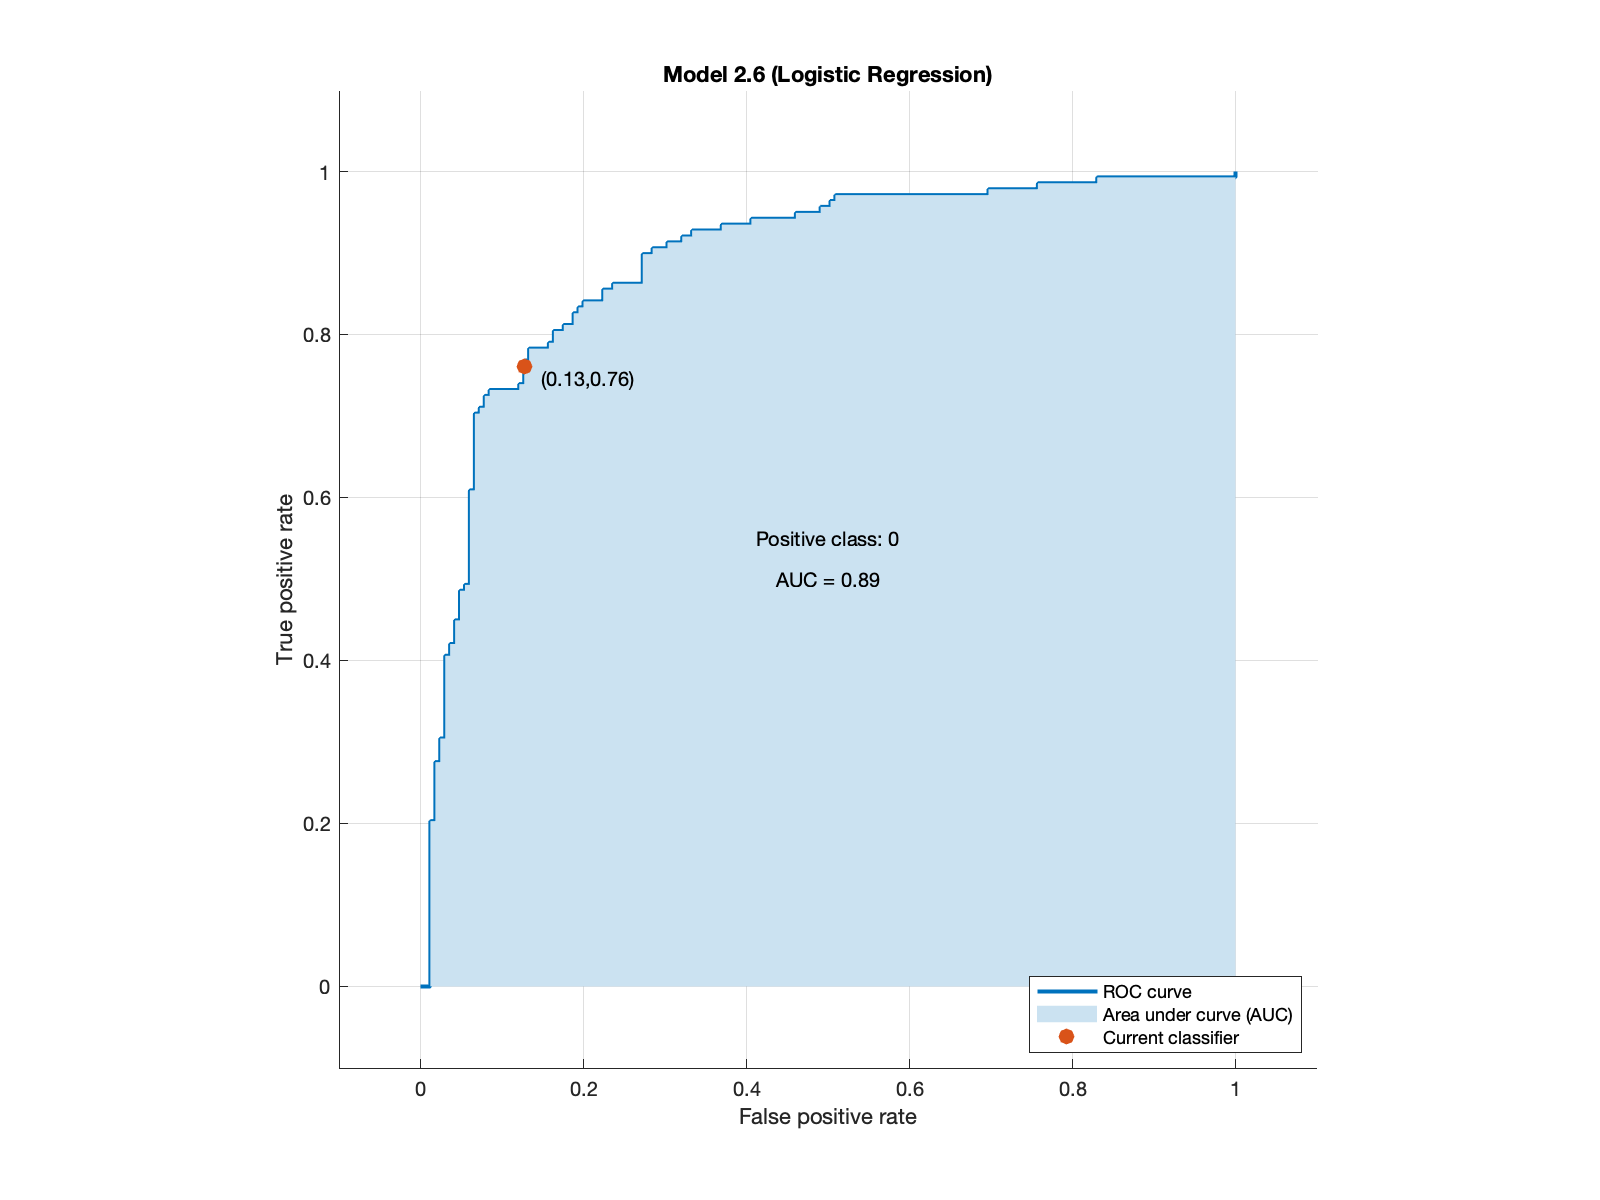 Model 2.6 (Logistic Regression)
1
0.8
0.6
0.4
0.2
0
True positive rate
(0.13,0.76)
Positive class: 0
AUC = 0.89
ROC curve
Area under curve (AUC)
Current classifier
0 0.2 0.4 0.6 0.8 1
False positive rate